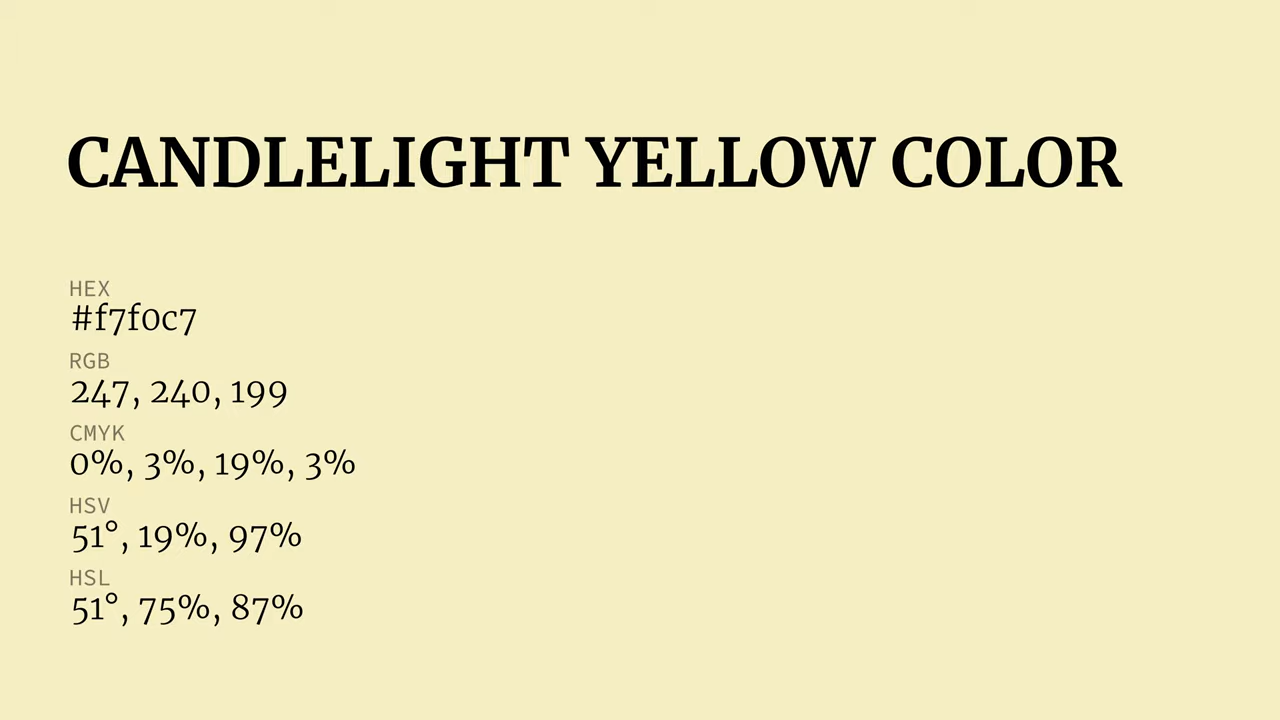 CANDLELIGHT YELLOW COLOR
HEX
#f7f0c7
RGB
247, 240, 199
CMYK
0%, 3%, 19%, 3%
HSV
51°, 19%, 97%
HSL
51°, 75%, 87%